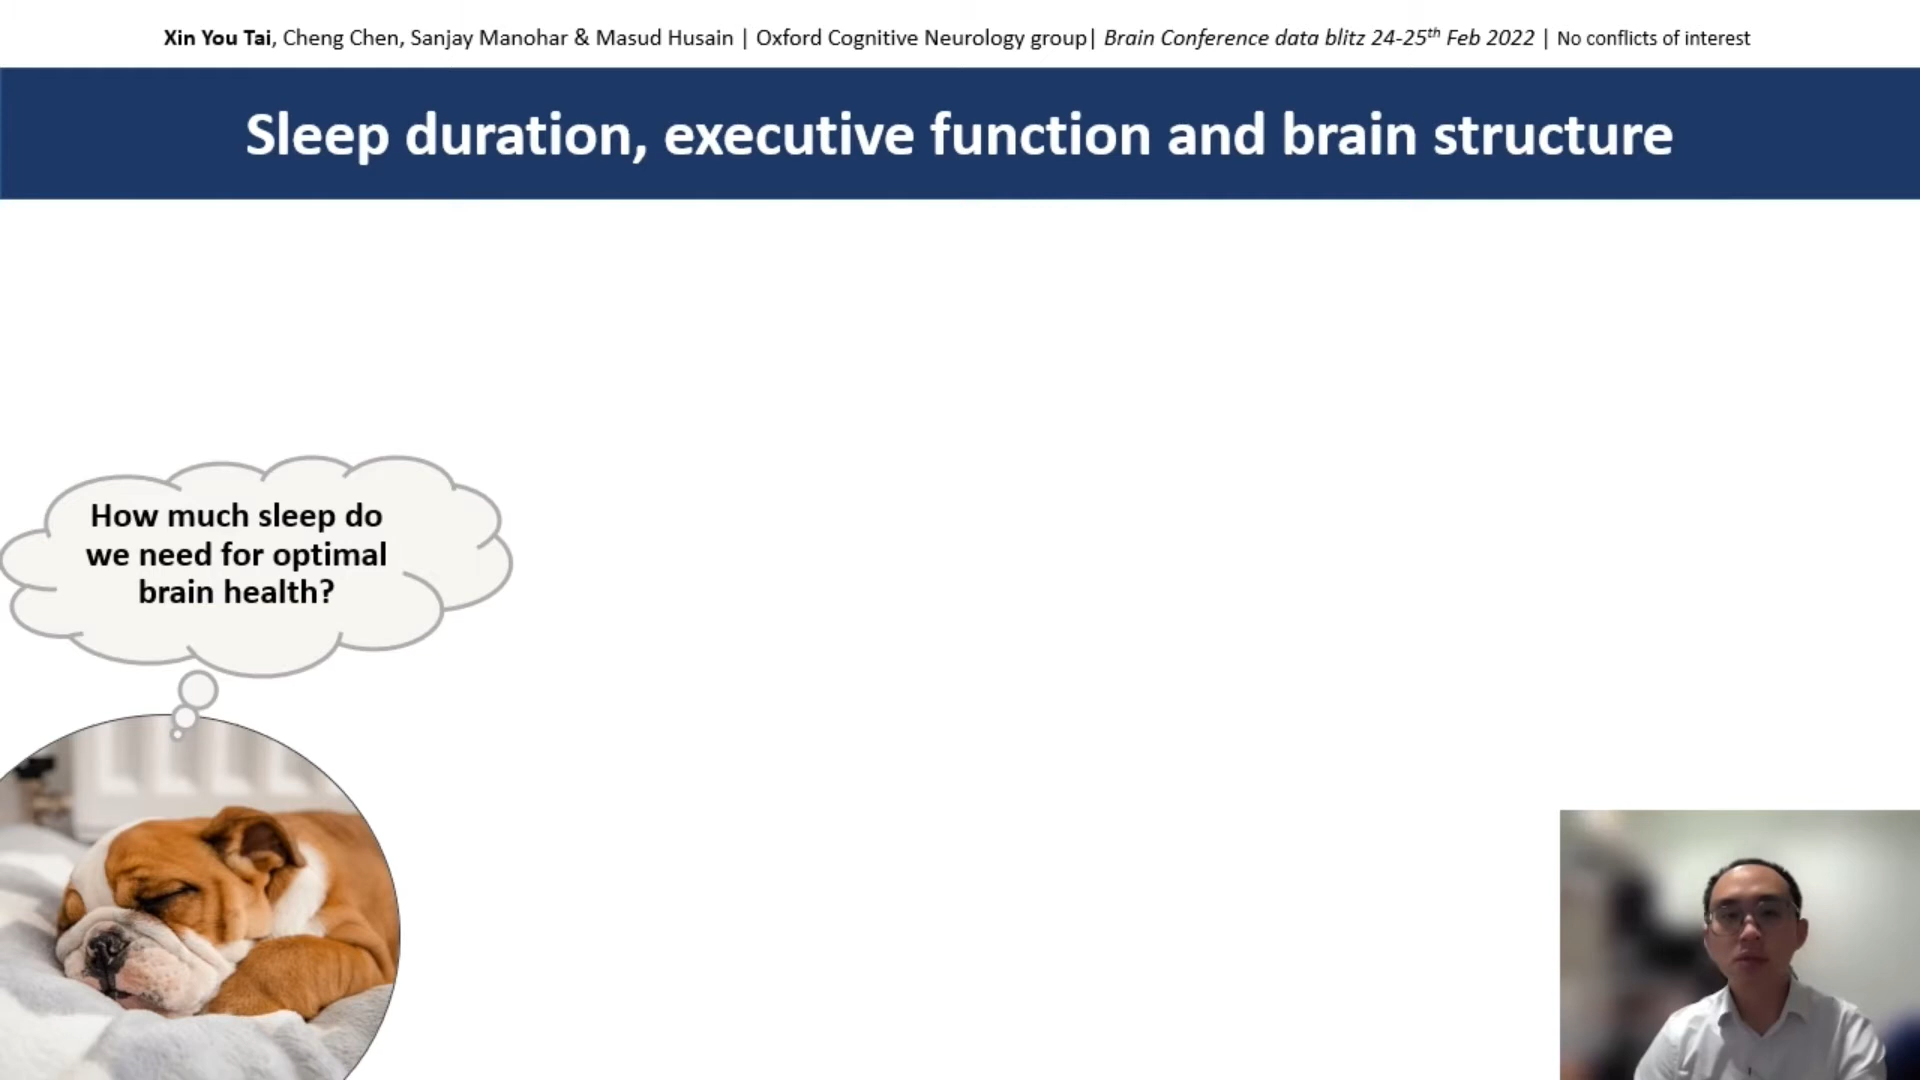 Xin You Tai, Cheng Chen, Sanjay Manohar & Masud Husain | Oxford Cognitive Neurology group| Brain Conference data blitz 24-25th Feb 2022 | No conflicts of interest
Sleep duration, executive function and brain structure
How much sleep do
we need for optimal
brain health?